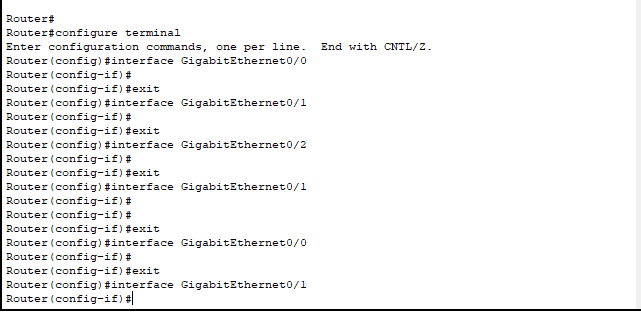 Router#
Router#configure terminal
Enter configuration commands, one per line.  End with CNTL/Z.
Router(config)#interface GigabitEthernet0/0
Router(config-if)#
Router(config-if)#exit
Router(config)#interface GigabitEthernet0/1
Router(config-if)#
Router(config-if)#exit
Router(config)#interface GigabitEthernet0/2
Router(config-if)#
Router(config-if)#exit
Router(config)#interface GigabitEthernet0/1
Router(config-if)#
Router(config-if)#
Router(config-if)#exit
Router(config)#interface GigabitEthernet0/0
Router(config-if)#
Router(config-if)#exit
Router(config)#interface GigabitEthernet0/1
Router(config-if)#